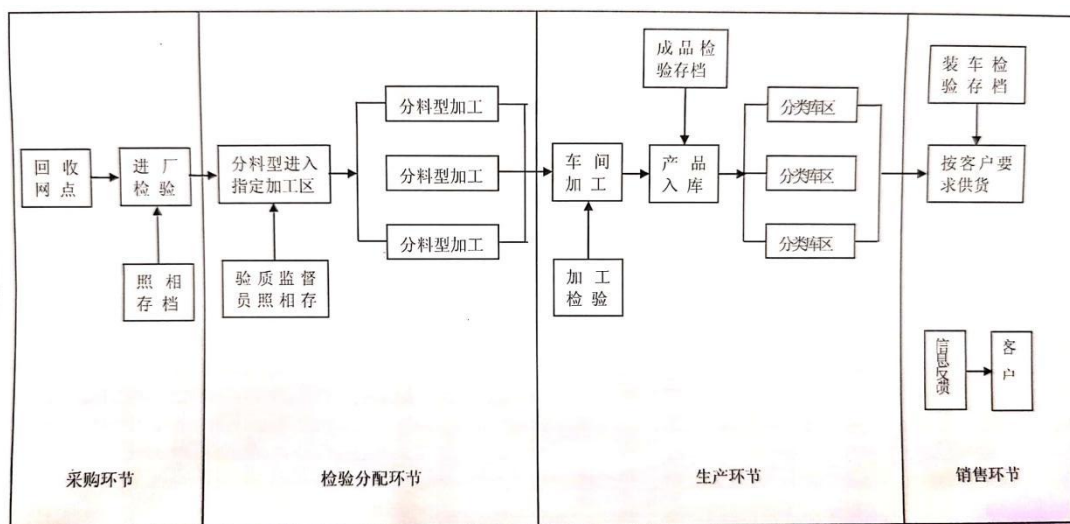 回收
网点
进厂
检验
照相
存档
采购环节
分料型进入
指定加工区
验质监督
员照相存
分料型加工
分料型加工
分料型加工
检验分配环节
车间
加工
加工
检验
成品检
验存档
产品
入库
分类库区
分类库区
分类库区
生产环节
装车检
验存档
按客户要
求供货
信息反馈
客户
销售环节